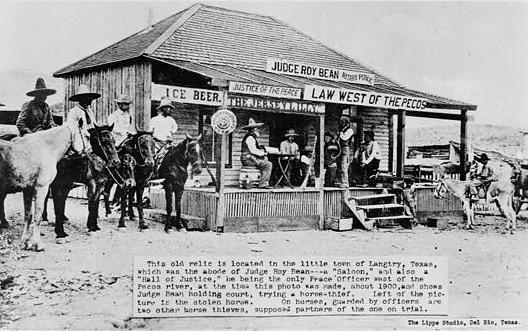 JUDGE ROY BEAN NOTARY PUBLIC
JUSTICE OF THE PEACE
ICE BEER
THE JERSEY LILLY
LAW WEST OF THE PECOS
This old relic is located in the little town of Langtry, Texas,
which was the abode of Judge Roy Bean---a "Saloon," and also a
"Hall of Justice," he being the only Peace Officer west of the
Pecos river, at the time this photo was made, about 1900,and shows
Judge Bean holding court, trying a horse-thief. Left of the pic-
ture is the stolen horse. On horses, guarded by officers are
two other horse thieves, supposed partners of the one on trial.
The Lippe Studio, Del Rio, Texas.